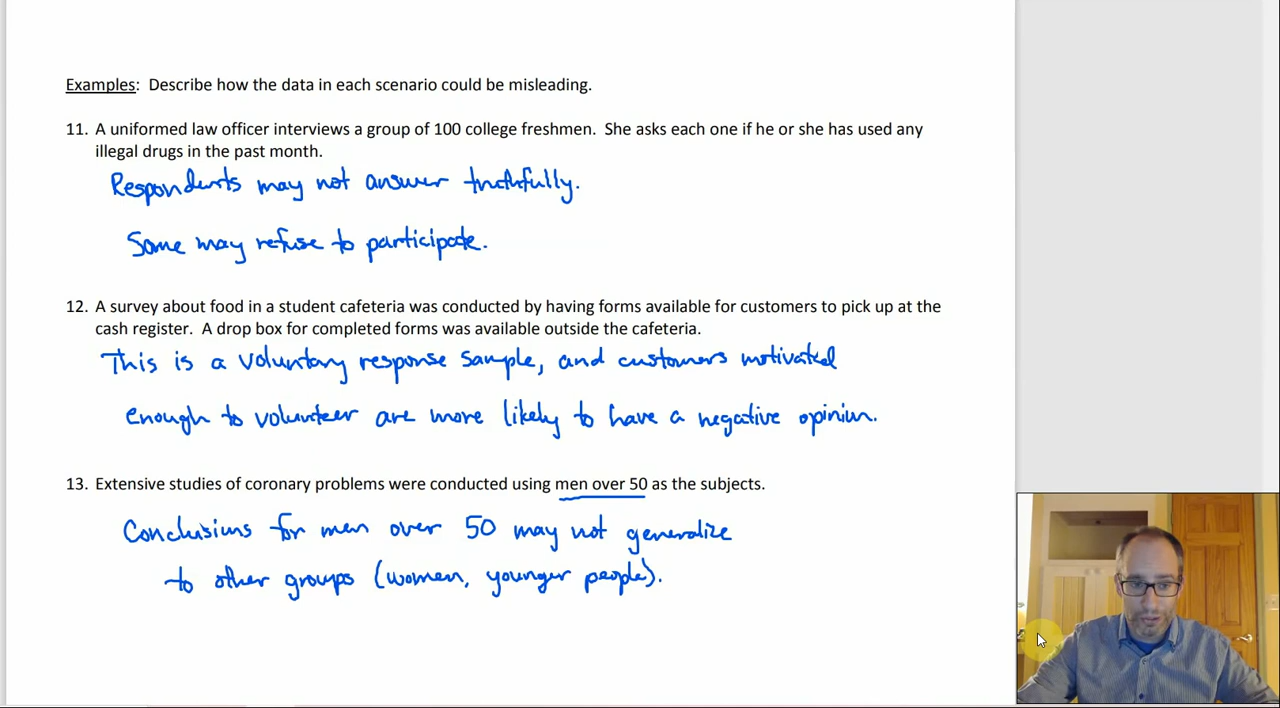 Examples: Describe how the data in each scenario could be misleading.
11. A uniformed law officer interviews a group of 100 college freshmen. She asks each one if he or she has used any
illegal drugs in the past month.
Respondents may not answer truthfully.
Some may refuse to participate.
12. A survey about food in a student cafeteria was conducted by having forms available for customers to pick up at the
cash register. A drop box for completed forms was available outside the cafeteria.
This is a voluntary response sample, and customers motivated
enough to volunteer are more likely to have a negative opinion.
13. Extensive studies of coronary problems were conducted using men over 50 as the subjects.
Conclusions for men over 50 may not generalize
to other groups (women, younger people).